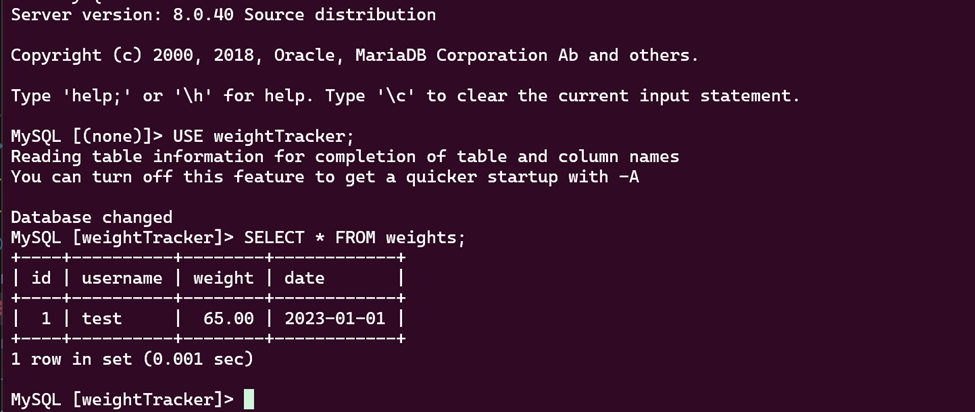 Server version: 8.0.40 Source distribution
Copyright (c) 2000, 2018, Oracle, MariaDB Corporation Ab and others.
Type 'help;' or '\h' for help. Type '\c' to clear the current input statement.
MySQL [(none)]> USE weightTracker;
Reading table information for completion of table and column names
You can turn off this feature to get a quicker startup with -A
Database changed
MySQL [weightTracker]> SELECT * FROM weights;
+----+----------+--------+------------+
| id | username | weight | date       |
+----+----------+--------+------------+
|  1 | test     |  65.00 | 2023-01-01 |
+----+----------+--------+------------+
1 row in set (0.001 sec)
MySQL [weightTracker]>